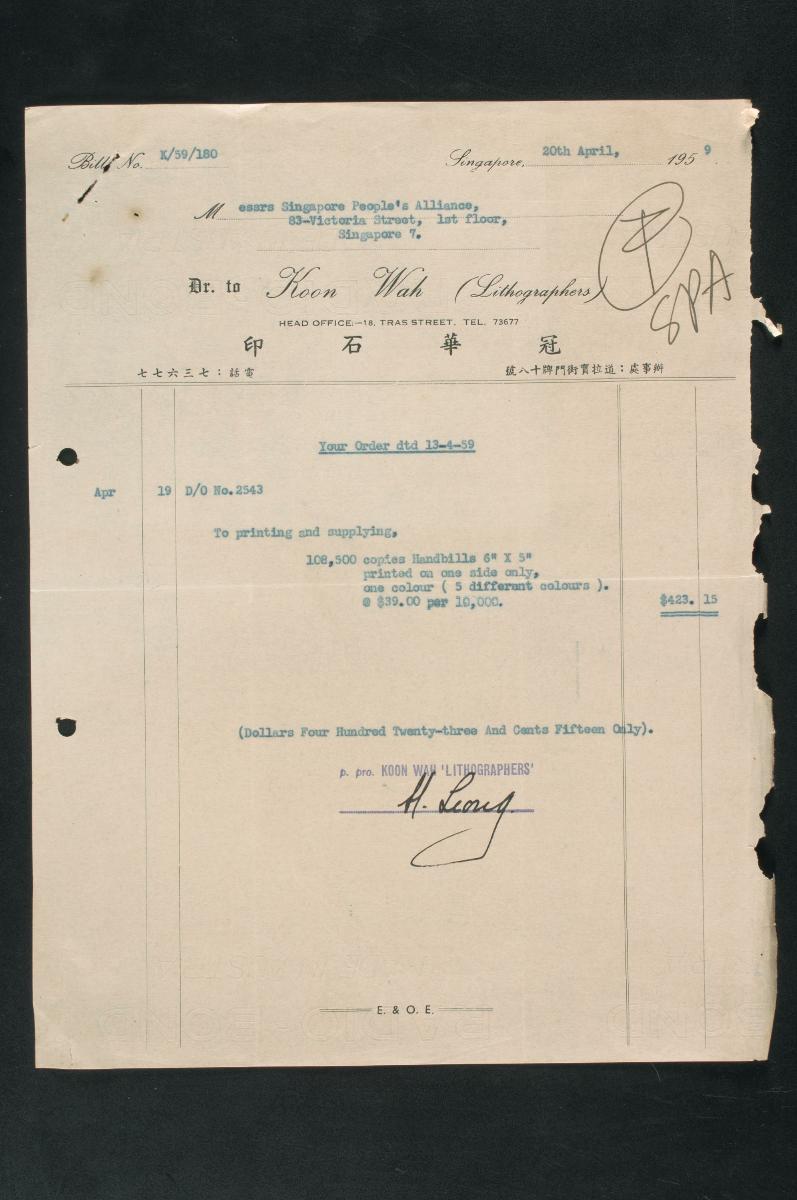 Bill No. K/59/180
Singapore, 20th April, 1959.
Messrs Singapore People's Alliance,
83-Victoria Street, 1st floor,
Singapore 7.
SPA
Dr. to Koon Wah (Lithographers)
HEAD OFFICE:-18, TRAS STREET. TEL. 73677
印石華冠
七七六三七：話電
號八十牌門街寳拉道：處事辦
Your Order dtd 13-4-59
Apr 19 D/O No.2543
To printing and supplying,
108,500 copies Handbills 6" X 5"
printed on one side only,
one colour ( 5 different colours ).
@ $39.00 per 10,000.
$423. 15
(Dollars Four Hundred Twenty-three And Cents Fifteen Only).
p. pro. KOON WAH 'LITHOGRAPHERS'
H. Leong.
E. & O. E.